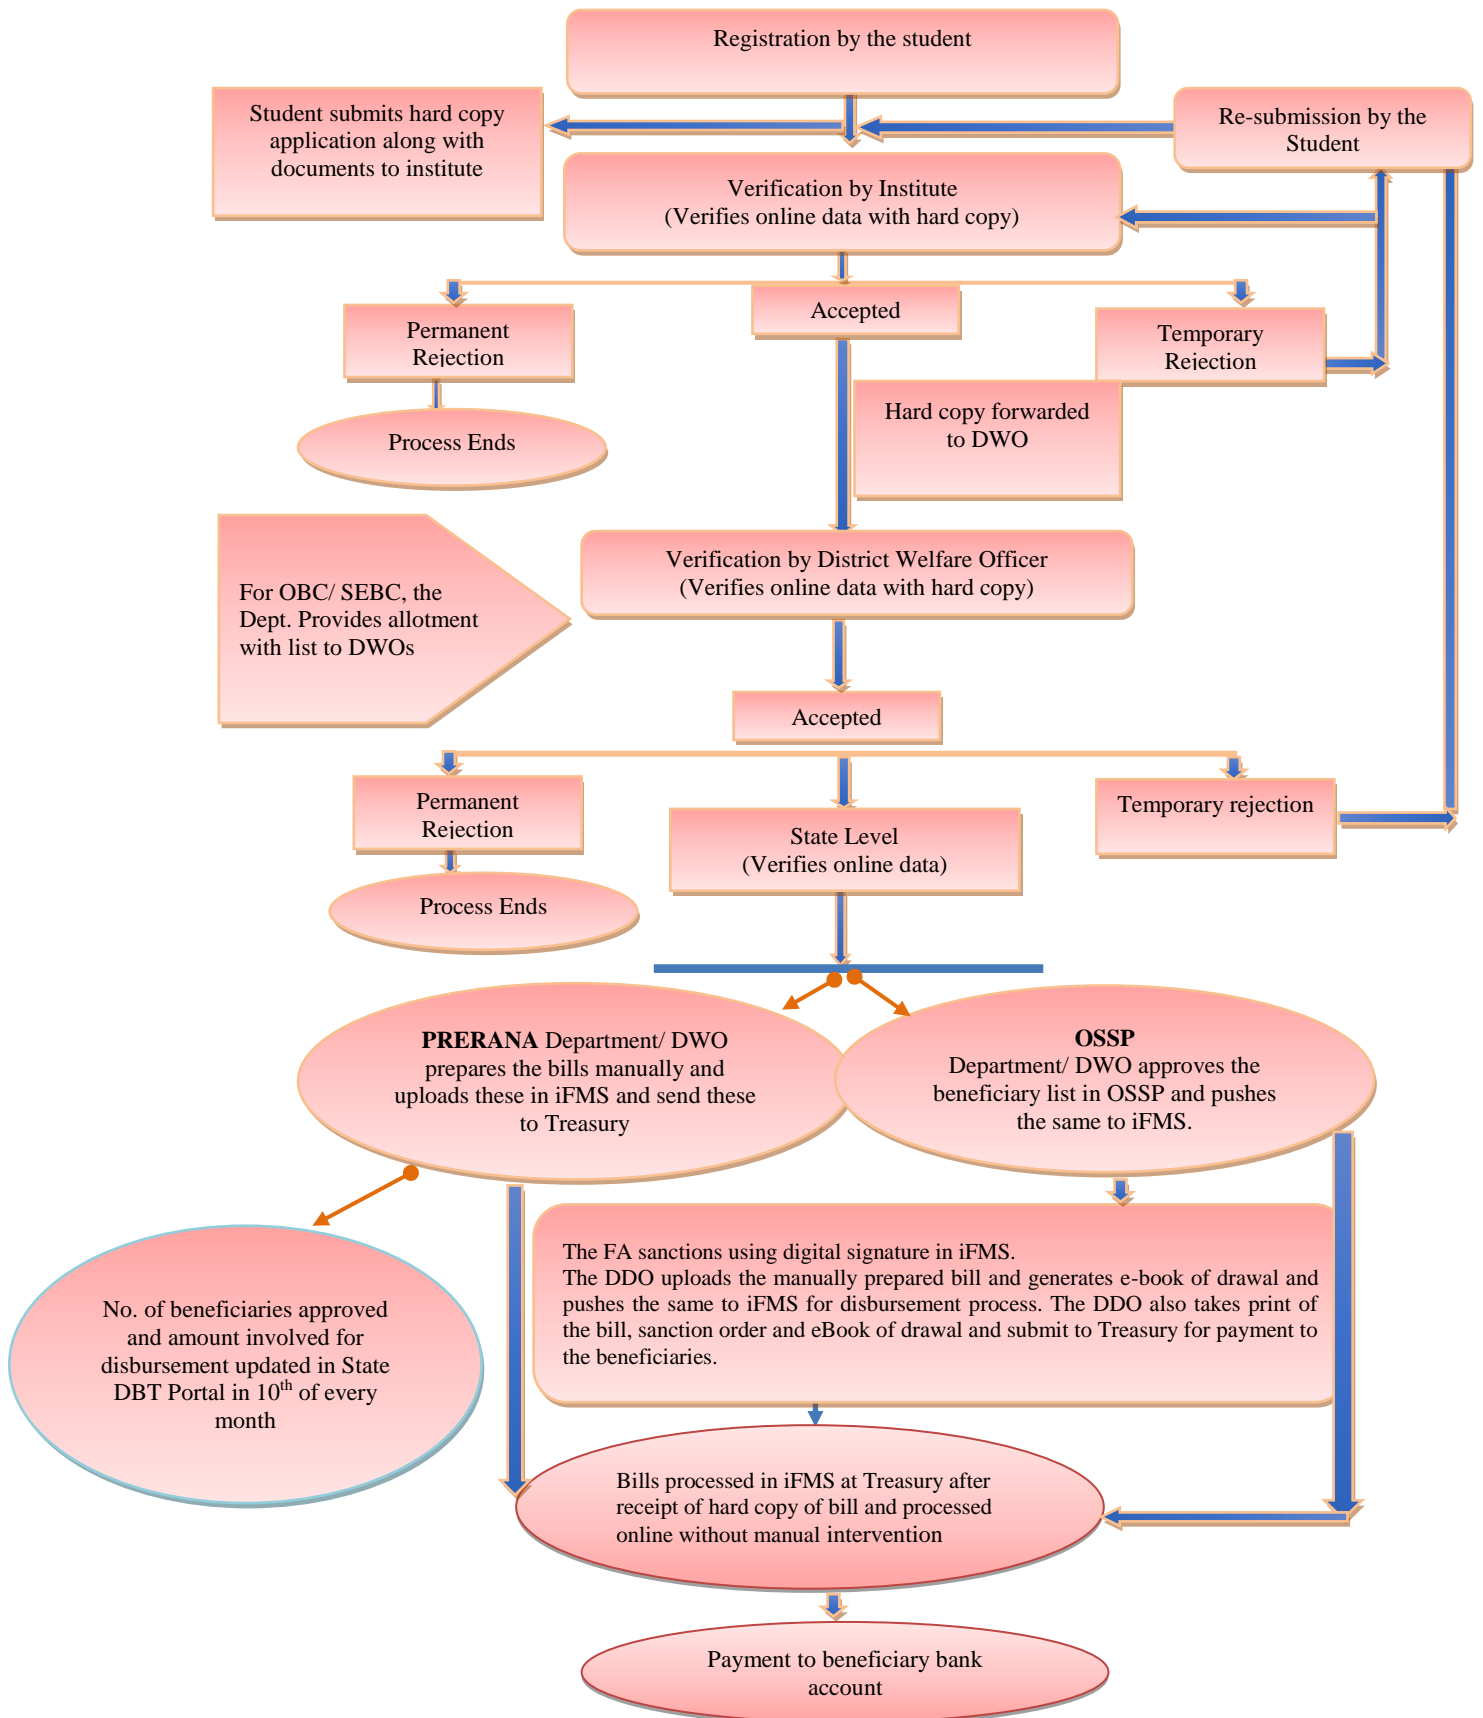 Registration by the student
Student submits hard copy
application along with
documents to institute
Re-submission by the
Student
Verification by Institute
(Verifies online data with hard copy)
Permanent
Rejection
Accepted
Temporary
Rejection
Process Ends
Hard copy forwarded
to DWO
Verification by District Welfare Officer
(Verifies online data with hard copy)
For OBC/ SEBC, the
Dept. Provides allotment
with list to DWOs
Accepted
Permanent
Rejection
State Level
(Verifies online data)
Temporary rejection
Process Ends
PRERANA Department/ DWO
prepares the bills manually and
uploads these in iFMS and send these
to Treasury
OSSP
Department/ DWO approves the
beneficiary list in OSSP and pushes
the same to iFMS.
The FA sanctions using digital signature in iFMS.
The DDO uploads the manually prepared bill and generates e-book of drawal and
pushes the same to iFMS for disbursement process. The DDO also takes print of
the bill, sanction order and eBook of drawal and submit to Treasury for payment to
the beneficiaries.
No. of beneficiaries approved
and amount involved for
disbursement updated in State
DBT Portal in 10th of every
month
Bills processed in iFMS at Treasury after
receipt of hard copy of bill and processed
online without manual intervention
Payment to beneficiary bank
account